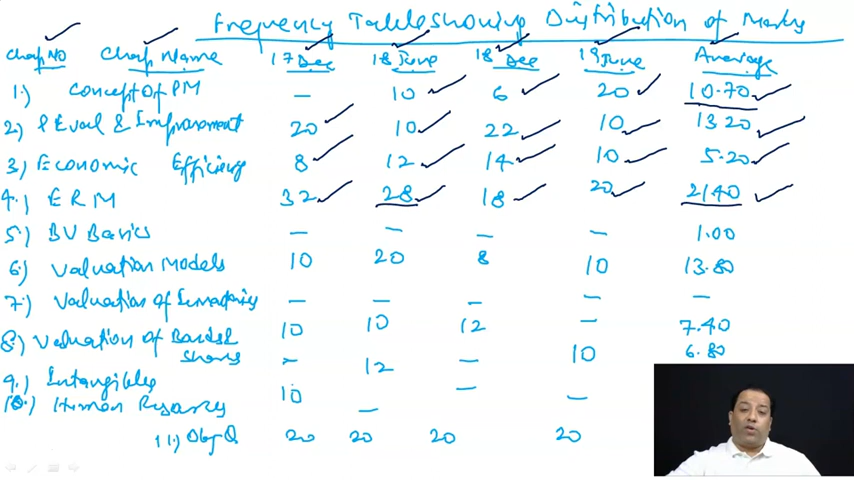 Frequency Table Showing Distribution of Marks
Chap NO Chap Name 17 Dec 18 June 18 Dec 19 June Average
1.) Concept Of PM — 10 6 20 10.70
2) PEval & Improvement 20 10 22 10 13 20
3) Economic Efficiency 8 12 14 10 5.20
4.) ERM 32 28 18 20 21.40
5.) BV Basics — — — — 1.00
6.) Valuation Models 10 20 8 10 13.80
7.) Valuation of — — — — —
8.) Valuation of Bonds & 10 10 12 — 7.40
Shares — 12 — 10 6.80
9.) Intangibles 10 —
10.) Human Resources — —
11.) Obj Q 20 20 20 20